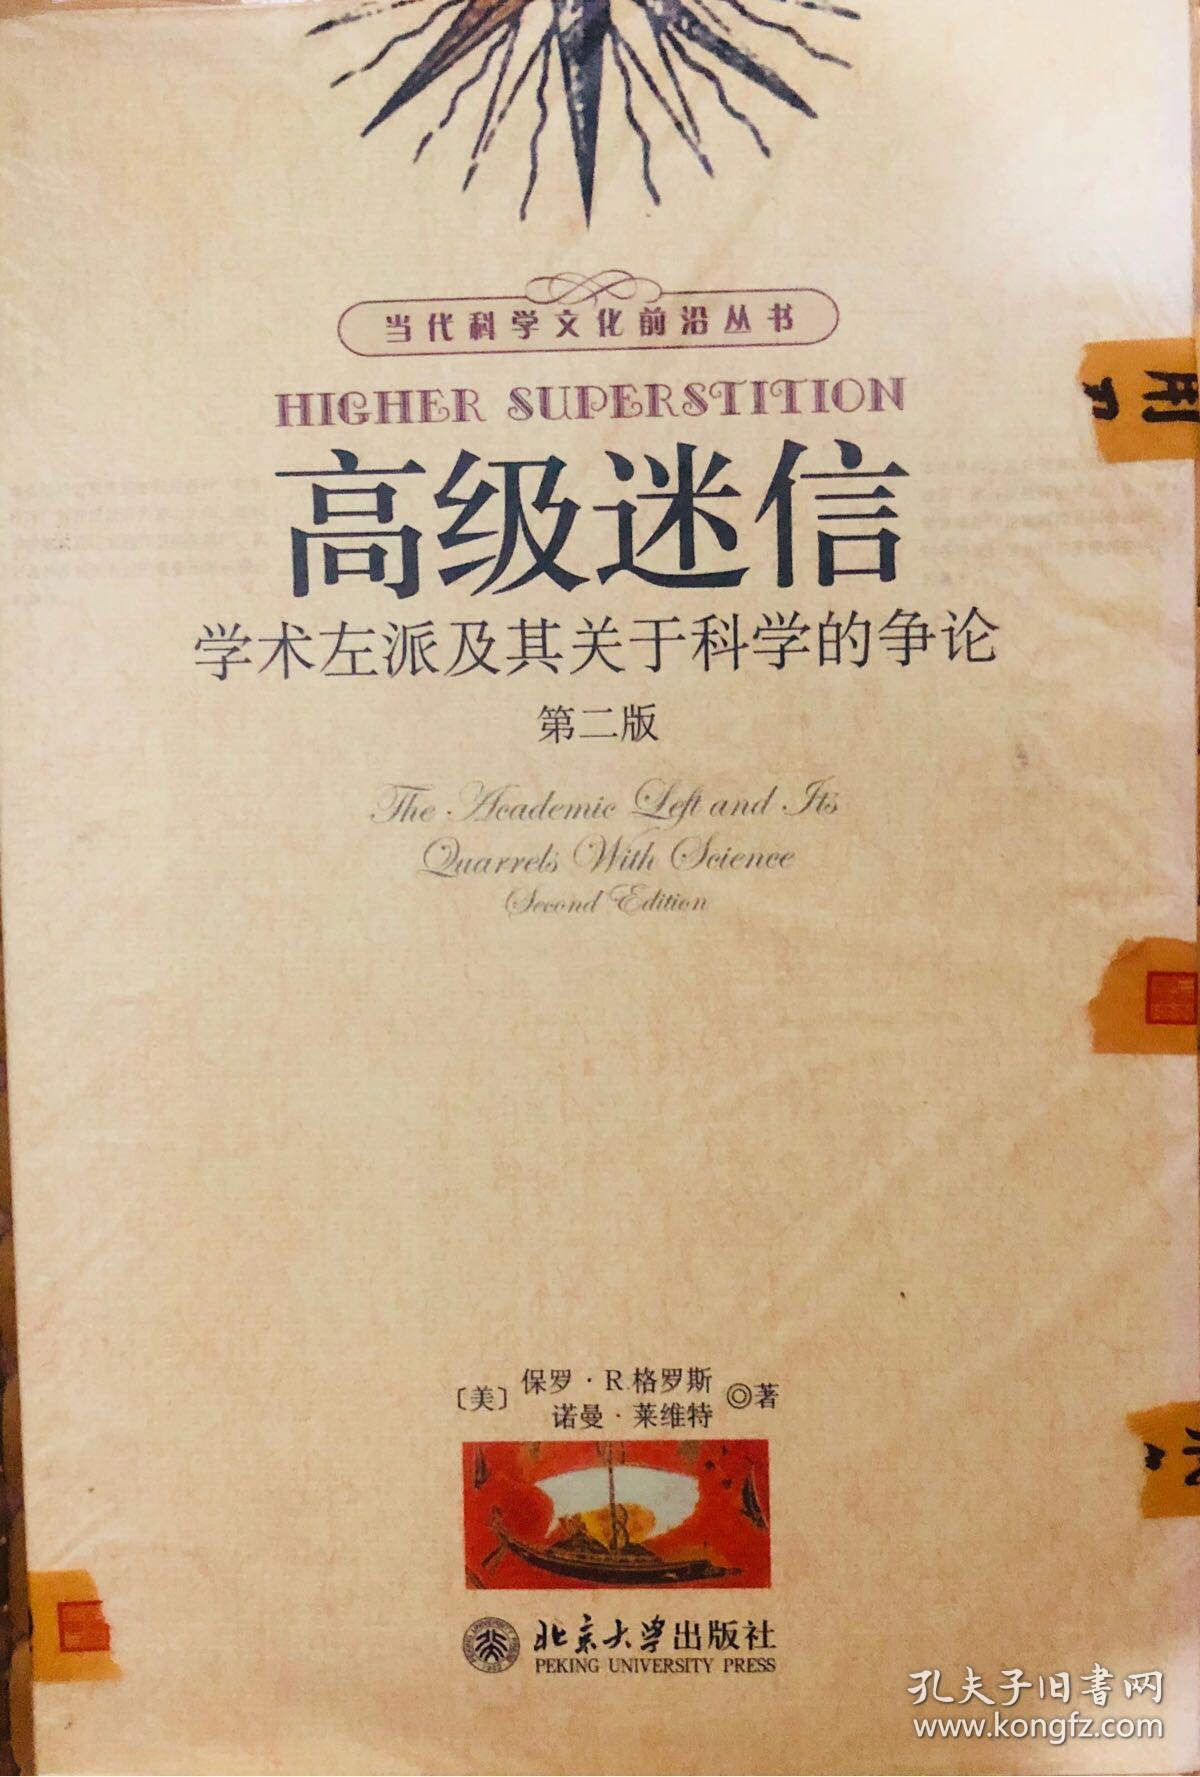 当代科学文化前沿丛书
HIGHER SUPERSTITION
高级迷信
学术左派及其关于科学的争论
第二版
The Academic Left and Its
Quarrels With Science
Second Edition
〔美〕保罗·R.格罗斯
诺曼·莱维特
◎著
北京大学出版社
PEKING UNIVERSITY PRESS
孔夫子旧书网
www.kongfz.com